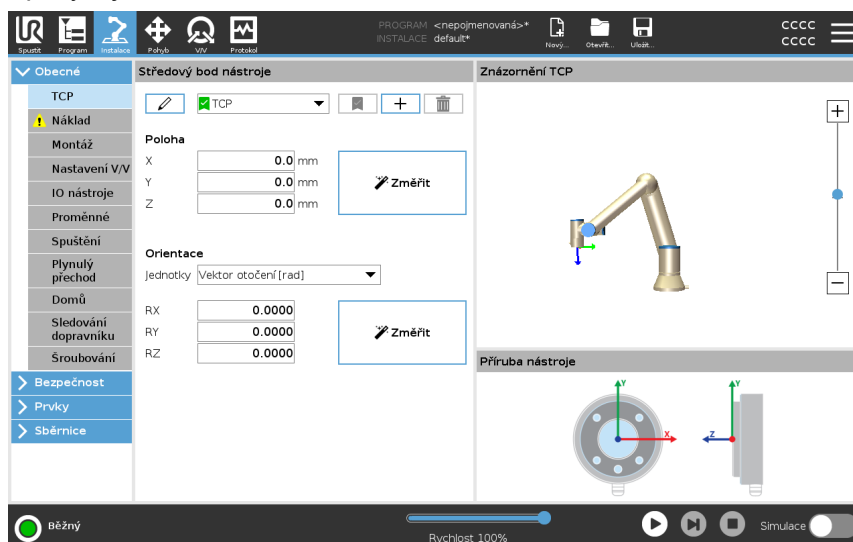 UR
Spustit
Program
Instalace
Pohyb
V/V
Protokol
PROGRAM <nepojmenovaná>*
INSTALACE default*
Nový...
Otevřít...
Uložit...
CCCC
CCCC
Obecné
TCP
Náklad
Montáž
Nastavení V/V
IO nástroje
Proměnné
Spuštění
Plynulý
přechod
Domů
Sledování
dopravníku
Šroubování
Bezpečnost
Prvky
Sběrnice
Středový bod nástroje
TCP
Poloha
X 0.0 mm
Y 0.0 mm
Z 0.0 mm
Změřit
Orientace
Jednotky Vektor otočení [rad]
RX 0.0000
RY 0.0000
RZ 0.0000
Změřit
Znázornění TCP
Příruba nástroje
Y
X
Y
Z
Běžný
Rychlost 100%
Simulace